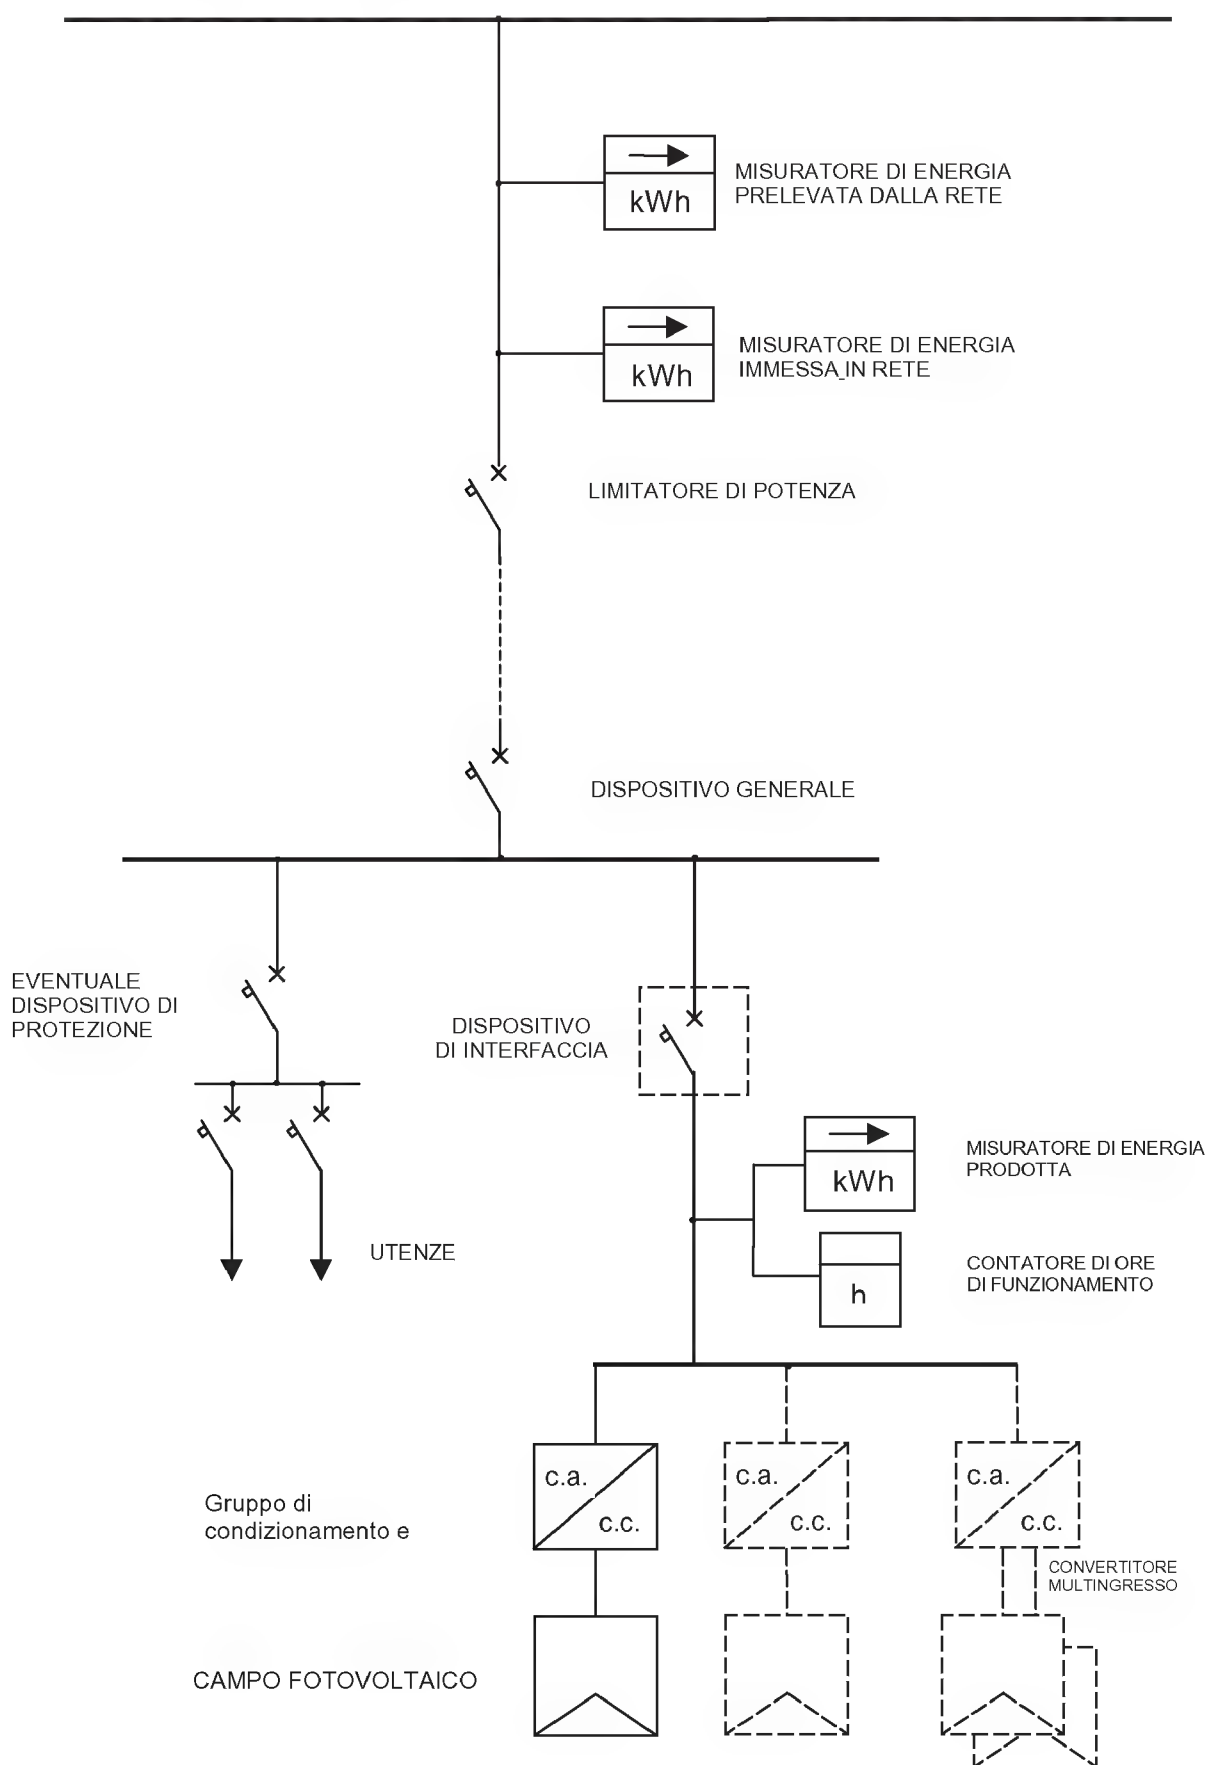 MISURATORE DI ENERGIA
PRELEVATA DALLA RETE
kWh
MISURATORE DI ENERGIA
IMMESSA IN RETE
kWh
LIMITATORE DI POTENZA
DISPOSITIVO GENERALE
EVENTUALE
DISPOSITIVO DI
PROTEZIONE
DISPOSITIVO
DI INTERFACCIA
kWh
MISURATORE DI ENERGIA
PRODOTTA
UTENZE
h
CONTATORE DI ORE
DI FUNZIONAMENTO
Gruppo di
condizionamento e
c.a.
c.c.
c.a.
c.c.
c.a.
c.c.
CONVERTITORE
MULTINGRESSO
CAMPO FOTOVOLTAICO